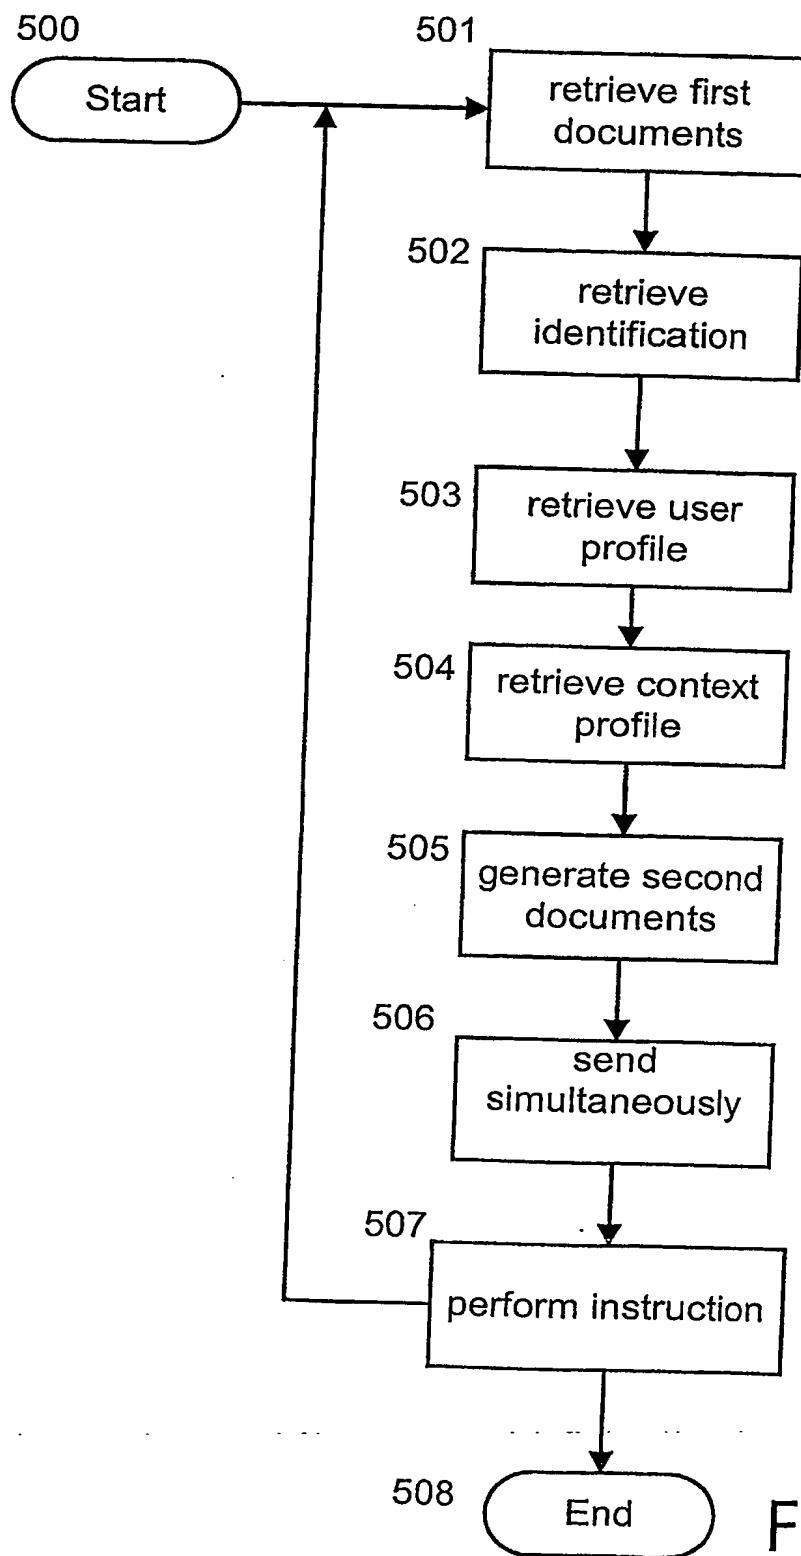 500
Start
501
retrieve first
documents
502
retrieve
identification
503
retrieve user
profile
504
retrieve context
profile
505
generate second
documents
506
send
simultaneously
507
perform instruction
508
End
F